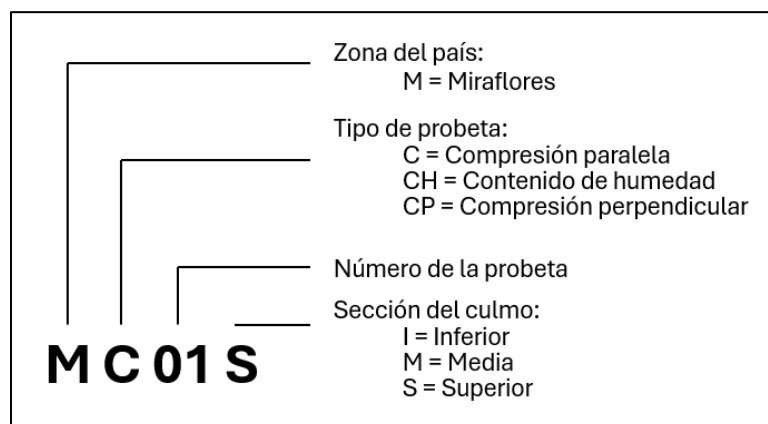 Zona del país:
M = Miraflores
Tipo de probeta:
C = Compresión paralela
CH = Contenido de humedad
CP = Compresión perpendicular
Número de la probeta
Sección del culmo:
I = Inferior
M = Media
S = Superior
M C 01 S